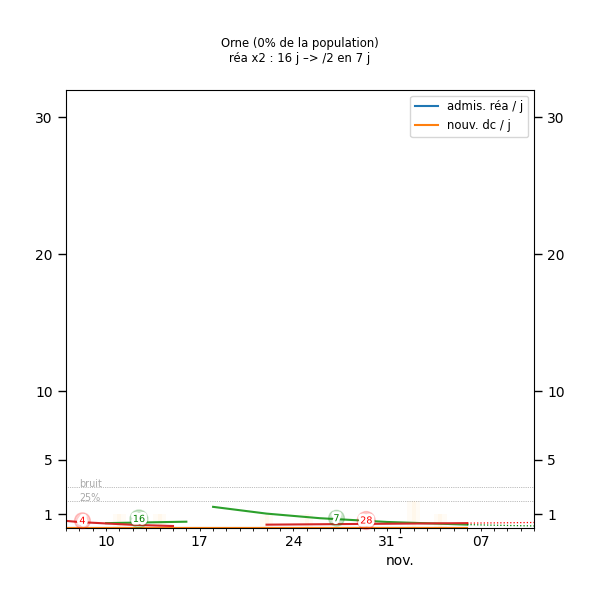 Orne (0% de la population)
réa x2 : 16 j –> /2 en 7 j
admis. réa / j
nouv. dc / j
30 30
20 20
10 10
5 5
bruit
25%
1 1
4 16 7 28
10 17 24 31 - 07
nov.